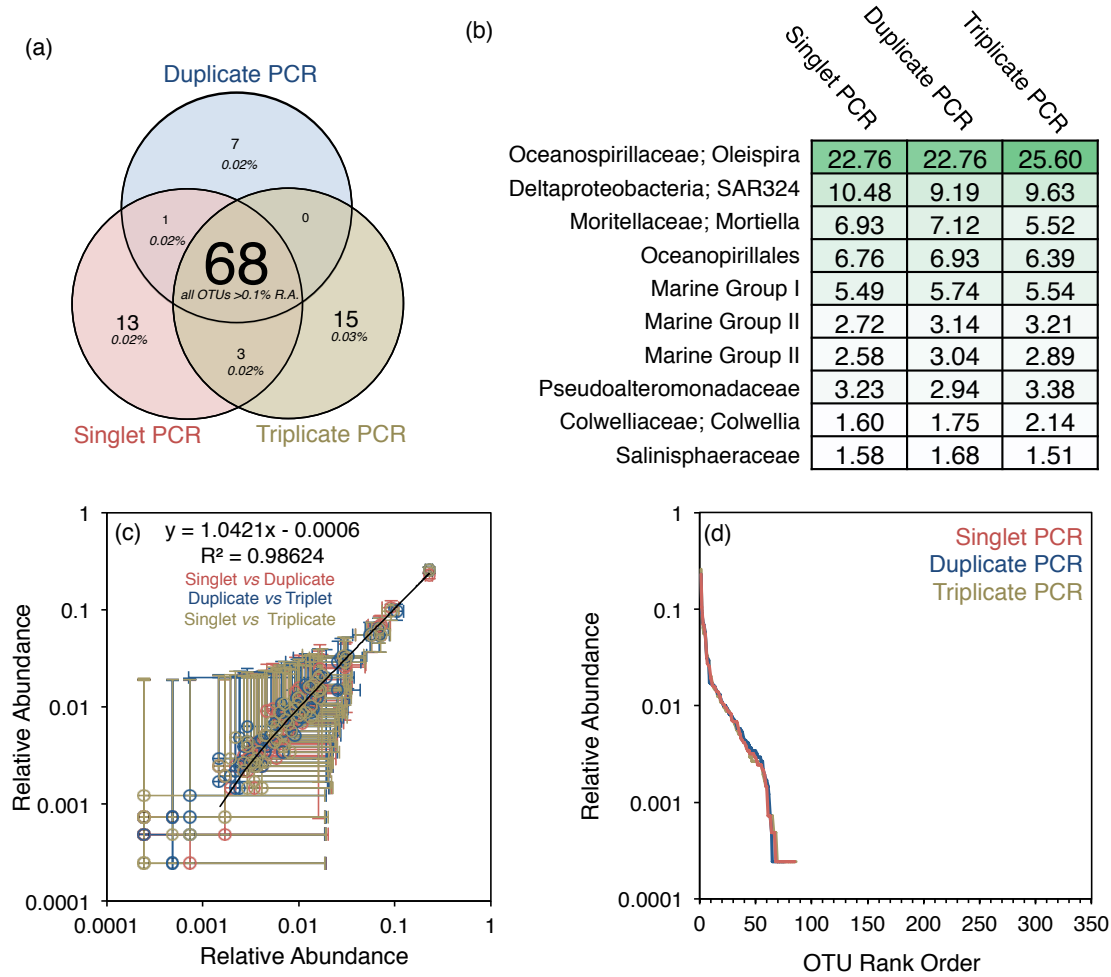 (a)
Duplicate PCR
7
0.02%
1
0.02%
0
68
all OTUs >0.1% R.A.
13
0.02%
15
0.03%
3
0.02%
Singlet PCR
Triplicate PCR
(b)
Singlet PCR
Duplicate PCR
Triplicate PCR
Oceanospirillaceae; Oleispira 22.76 22.76 25.60
Deltaproteobacteria; SAR324 10.48 9.19 9.63
Moritellaceae; Mortiella 6.93 7.12 5.52
Oceanopirillales 6.76 6.93 6.39
Marine Group I 5.49 5.74 5.54
Marine Group II 2.72 3.14 3.21
Marine Group II 2.58 3.04 2.89
Pseudoalteromonadaceae 3.23 2.94 3.38
Colwelliaceae; Colwellia 1.60 1.75 2.14
Salinisphaeraceae 1.58 1.68 1.51
(c)
y = 1.0421x - 0.0006
R² = 0.98624
Singlet vs Duplicate
Duplicate vs Triplet
Singlet vs Triplicate
1
0.1
0.01
0.001
0.0001
Relative Abundance
0.0001 0.001 0.01 0.1 1
Relative Abundance
(d)
Singlet PCR
Duplicate PCR
Triplicate PCR
1
0.1
0.01
0.001
0.0001
Relative Abundance
0 50 100 150 200 250 300 350
OTU Rank Order